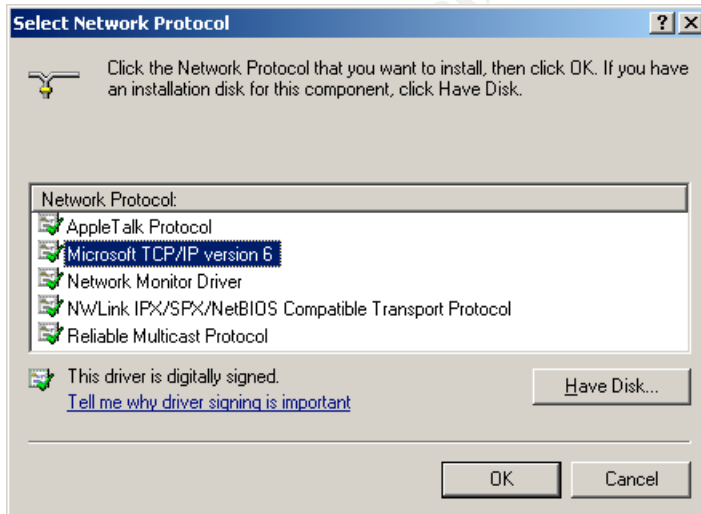 Select Network Protocol
Click the Network Protocol that you want to install, then click OK. If you have
an installation disk for this component, click Have Disk.
Network Protocol:
AppleTalk Protocol
Microsoft TCP/IP version 6
Network Monitor Driver
NWLink IPX/SPX/NetBIOS Compatible Transport Protocol
Reliable Multicast Protocol
This driver is digitally signed.
Have Disk...
Tell me why driver signing is important
OK
Cancel